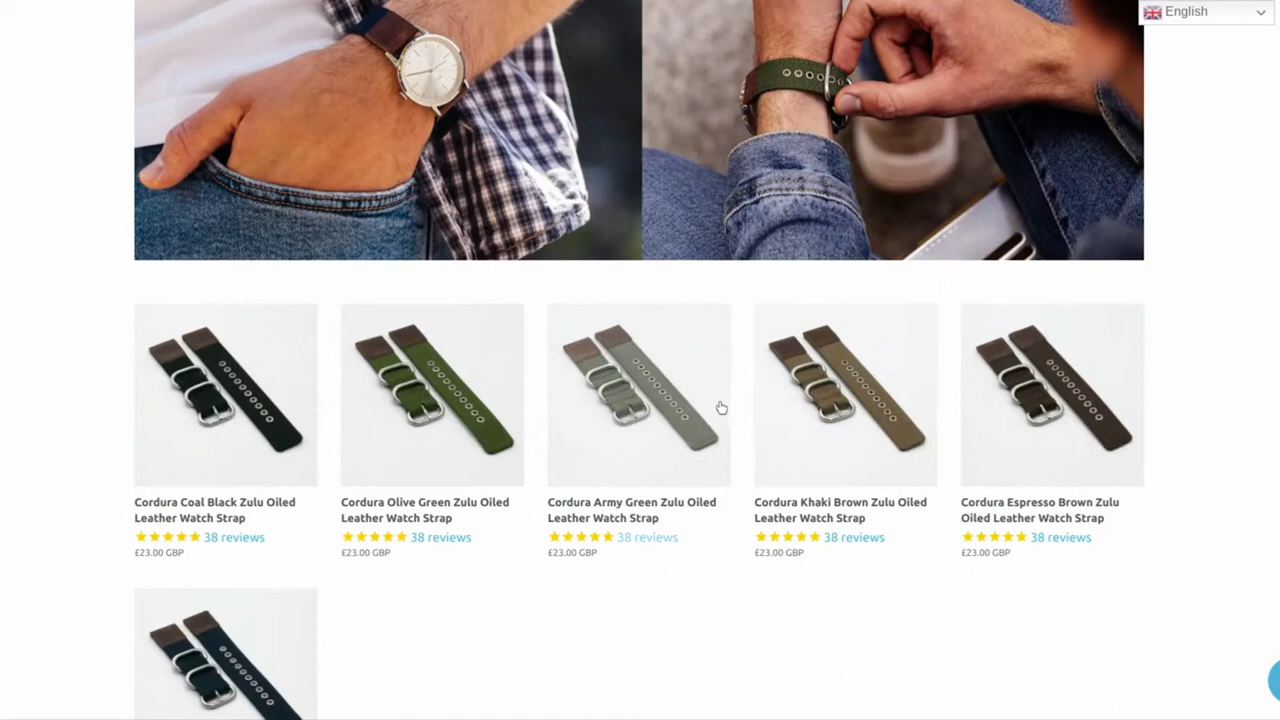 English
Cordura Coal Black Zulu Oiled
Leather Watch Strap
38 reviews
£23.00 GBP
Cordura Olive Green Zulu Oiled
Leather Watch Strap
38 reviews
£23.00 GBP
Cordura Army Green Zulu Oiled
Leather Watch Strap
38 reviews
£23.00 GBP
Cordura Khaki Brown Zulu Oiled
Leather Watch Strap
38 reviews
£23.00 GBP
Cordura Espresso Brown Zulu
Oiled Leather Watch Strap
38 reviews
£23.00 GBP